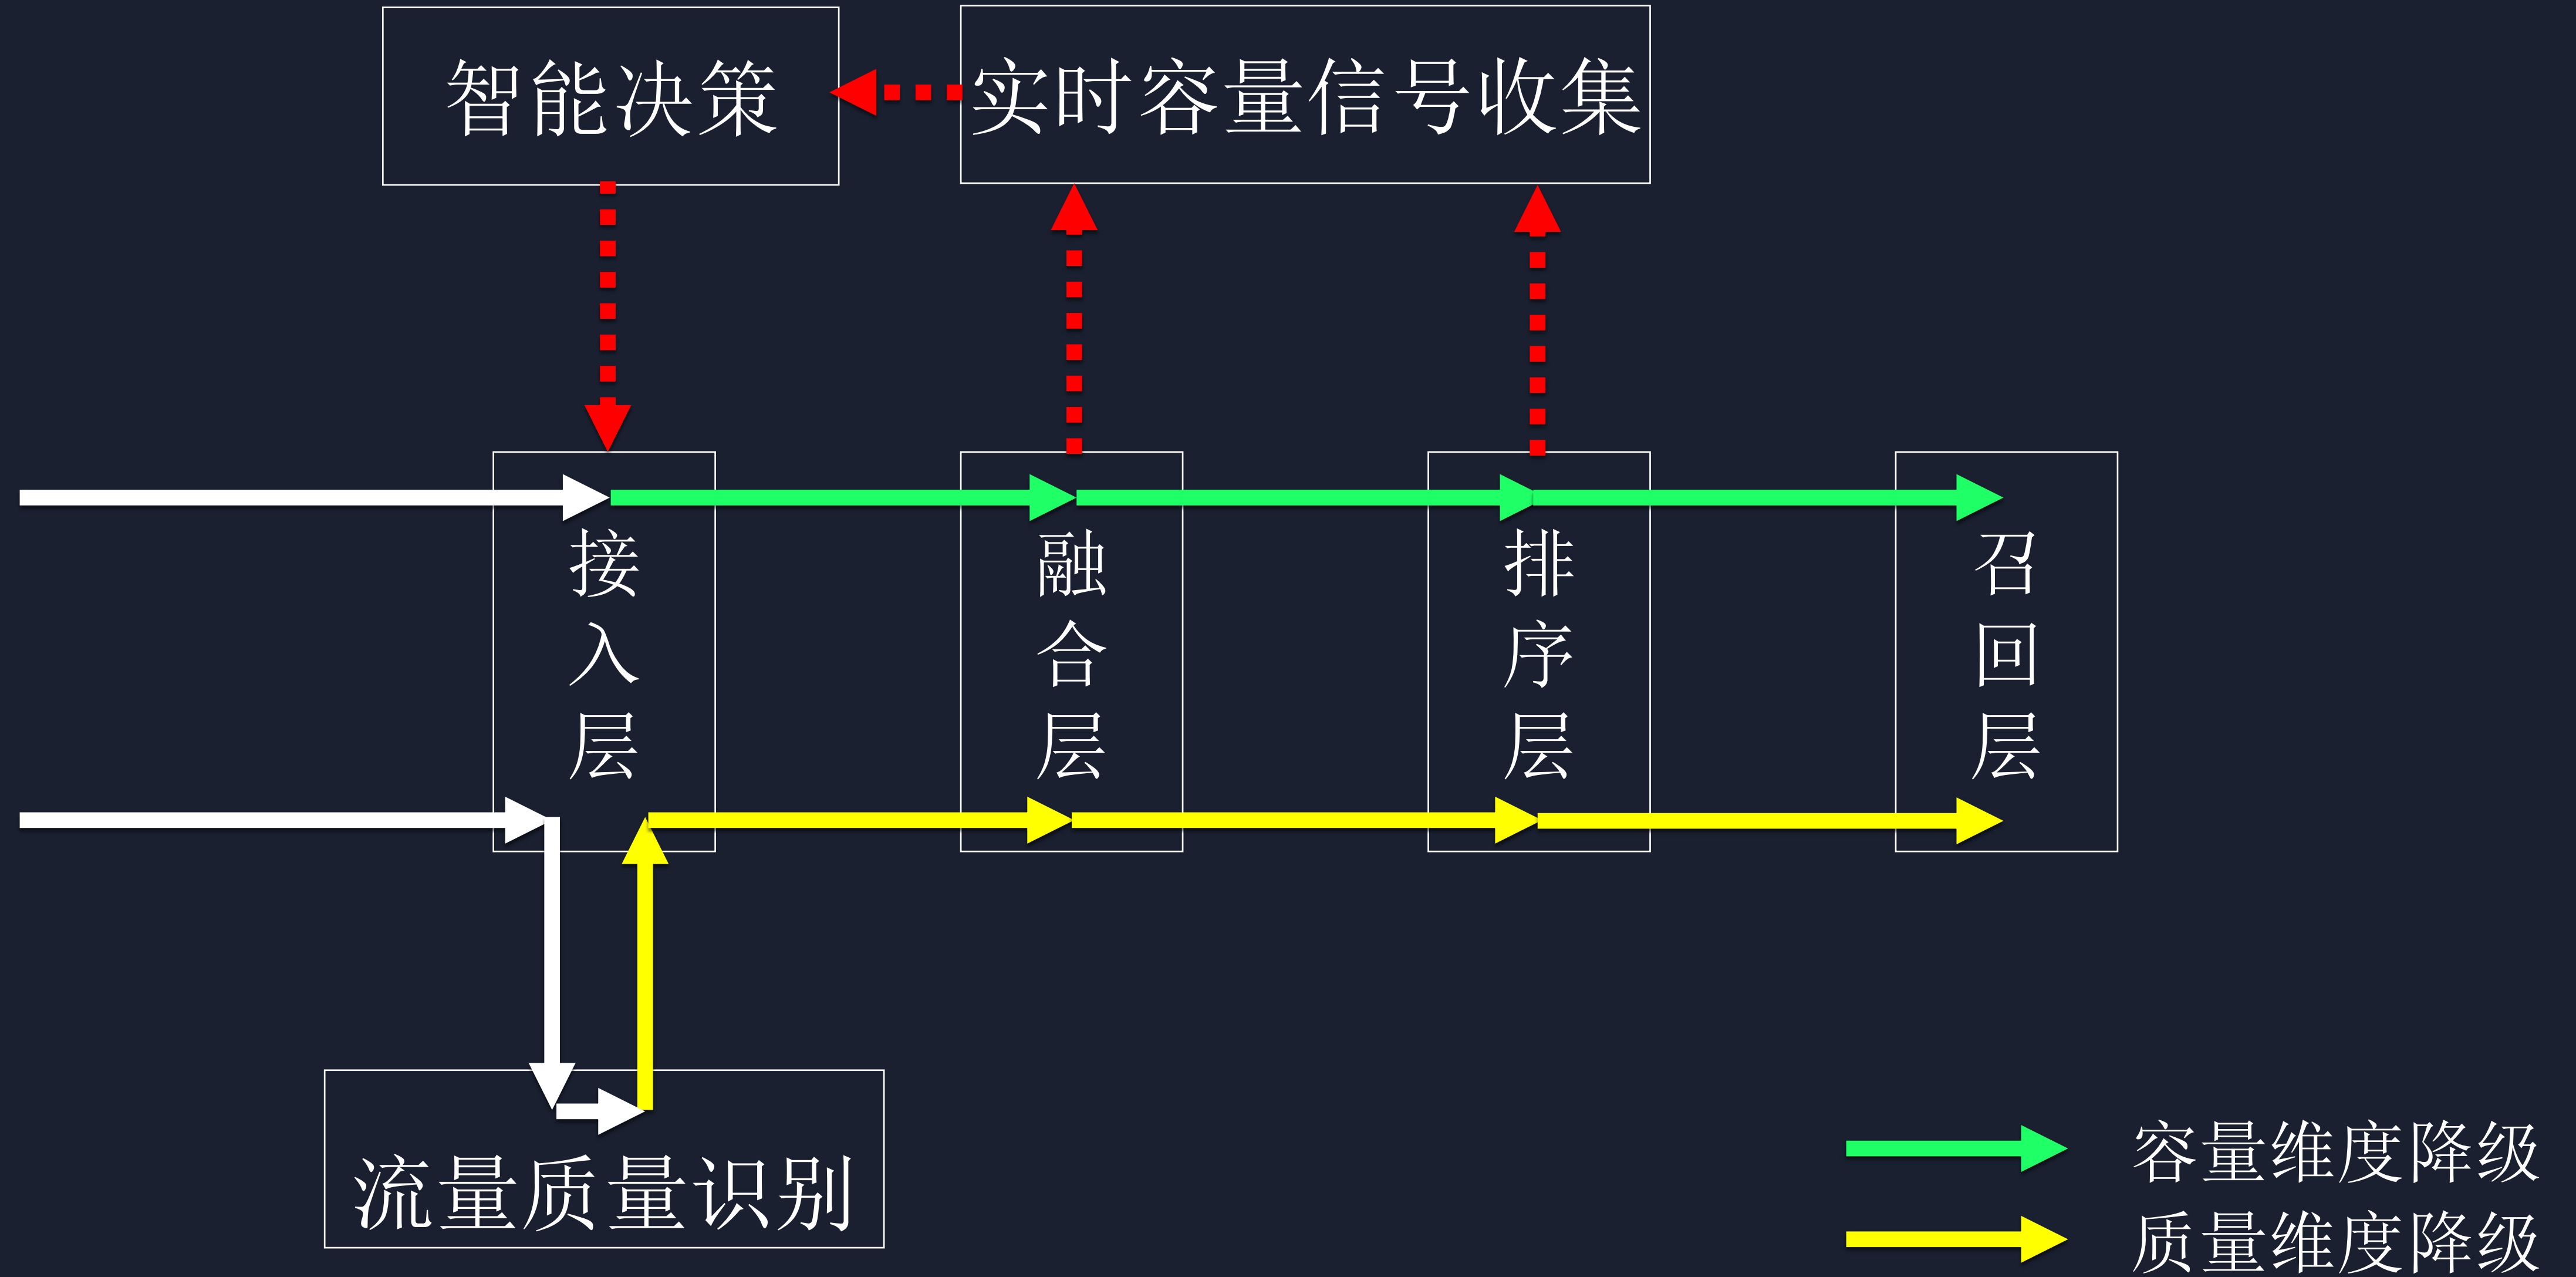 智能决策
实时容量信号收集
接入层
融合层
排序层
召回层
流量质量识别
容量维度降级
质量维度降级